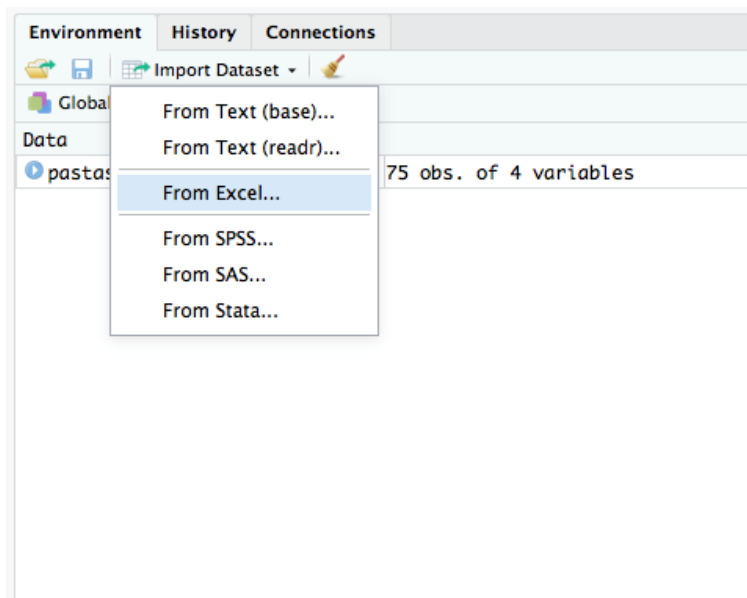 Environment History Connections
Import Dataset
Global
From Text (base)...
From Text (readr)...
Data
pastas 75 obs. of 4 variables
From Excel...
From SPSS...
From SAS...
From Stata...